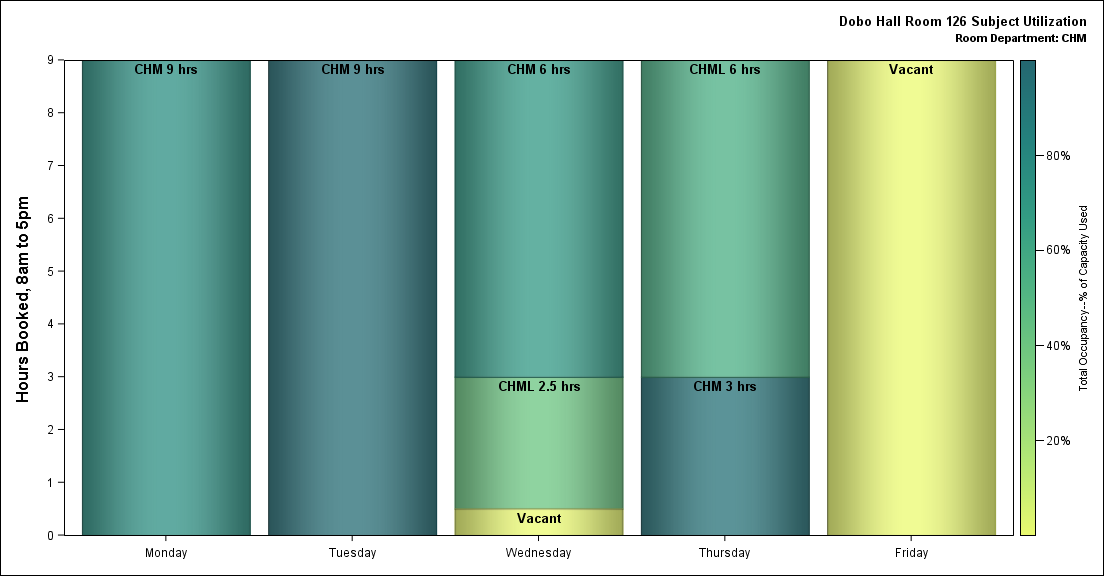 Dobo Hall Room 126 Subject Utilization
Room Department: CHM
Hours Booked, 8am to 5pm
9
8
7
6
5
4
3
2
1
0
CHM 9 hrs
CHM 9 hrs
CHM 6 hrs
CHML 2.5 hrs
Vacant
CHML 6 hrs
CHM 3 hrs
Vacant
Monday
Tuesday
Wednesday
Thursday
Friday
80%
60%
40%
20%
Total Occupancy--% of Capacity Used